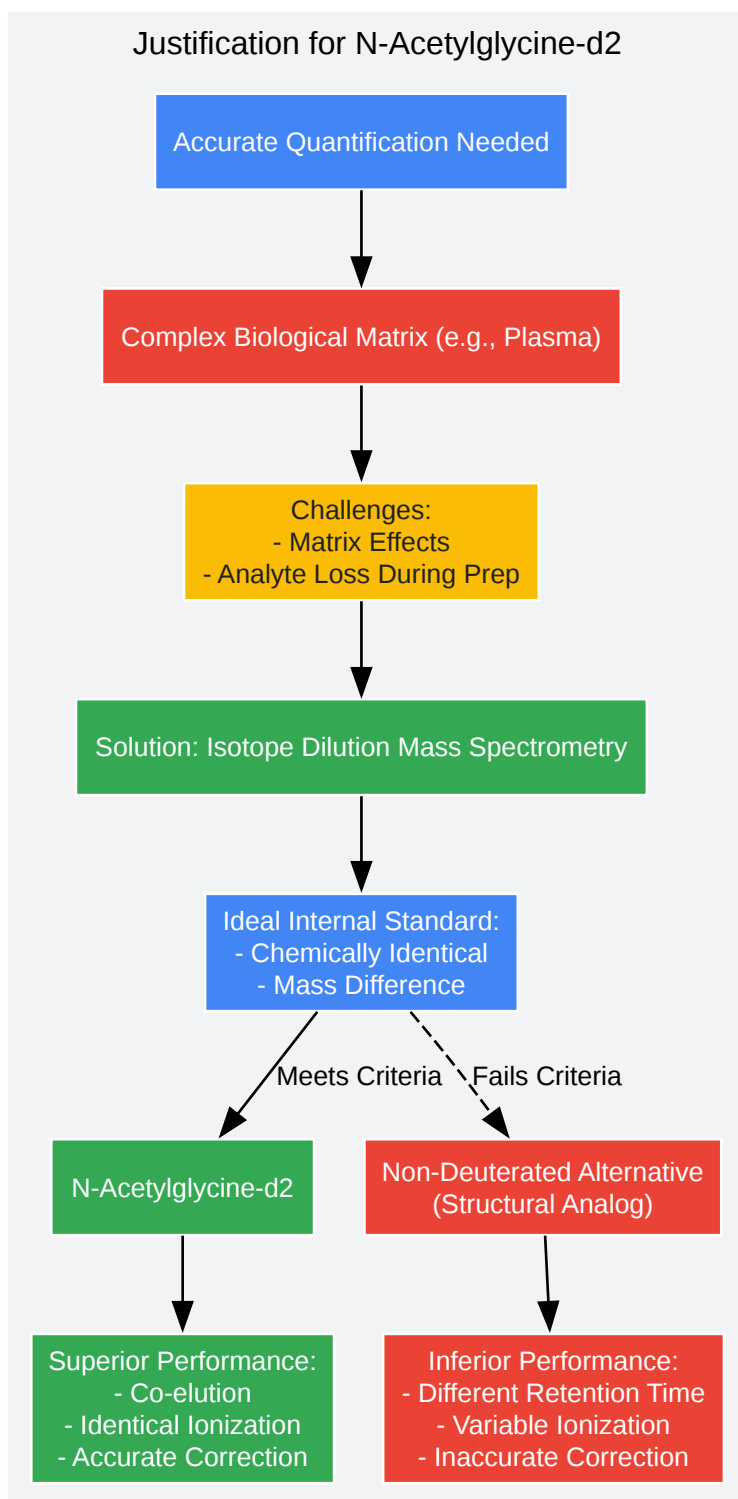 Justification for N-Acetylglycine-d2
Accurate Quantification Needed
Complex Biological Matrix (e.g., Plasma)
Challenges:
- Matrix Effects
- Analyte Loss During Prep
Solution: Isotope Dilution Mass Spectrometry
Ideal Internal Standard:
- Chemically Identical
- Mass Difference
Meets Criteria
Fails Criteria
N-Acetylglycine-d2
Non-Deuterated Alternative
(Structural Analog)
Superior Performance:
- Co-elution
- Identical Ionization
- Accurate Correction
Inferior Performance:
- Different Retention Time
- Variable Ionization
- Inaccurate Correction